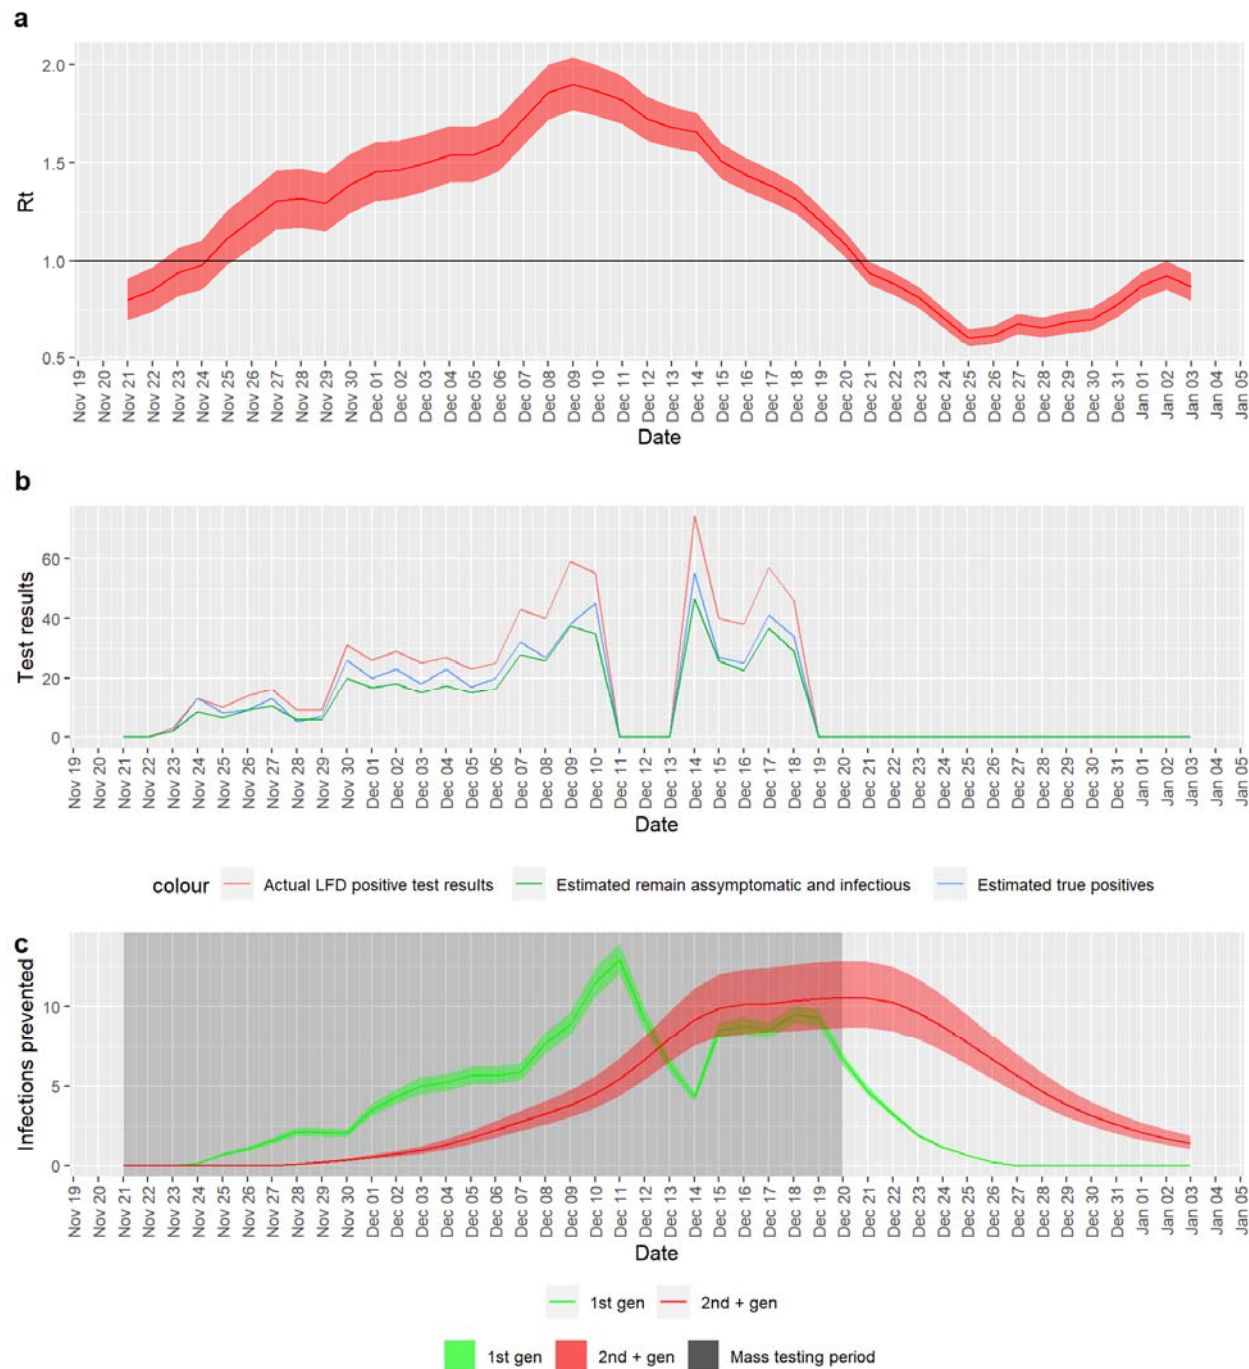 a
2.0
1.5
1.0
0.5
Rt
Nov 19 Nov 20 Nov 21 Nov 22 Nov 23 Nov 24 Nov 25 Nov 26 Nov 27 Nov 28 Nov 29 Nov 30 Dec 01 Dec 02 Dec 03 Dec 04 Dec 05 Dec 06 Dec 07 Dec 08 Dec 09 Dec 10 Dec 11 Dec 12 Dec 13 Dec 14 Dec 15 Dec 16 Dec 17 Dec 18 Dec 19 Dec 20 Dec 21 Dec 22 Dec 23 Dec 24 Dec 25 Dec 26 Dec 27 Dec 28 Dec 29 Dec 30 Dec 31 Jan 01 Jan 02 Jan 03 Jan 04 Jan 05
Date
b
60
40
20
0
Test results
Nov 19 Nov 20 Nov 21 Nov 22 Nov 23 Nov 24 Nov 25 Nov 26 Nov 27 Nov 28 Nov 29 Nov 30 Dec 01 Dec 02 Dec 03 Dec 04 Dec 05 Dec 06 Dec 07 Dec 08 Dec 09 Dec 10 Dec 11 Dec 12 Dec 13 Dec 14 Dec 15 Dec 16 Dec 17 Dec 18 Dec 19 Dec 20 Dec 21 Dec 22 Dec 23 Dec 24 Dec 25 Dec 26 Dec 27 Dec 28 Dec 29 Dec 30 Dec 31 Jan 01 Jan 02 Jan 03 Jan 04 Jan 05
Date
colour Actual LFD positive test results Estimated remain assymptomatic and infectious Estimated true positives
c
10
5
0
Infections prevented
Nov 19 Nov 20 Nov 21 Nov 22 Nov 23 Nov 24 Nov 25 Nov 26 Nov 27 Nov 28 Nov 29 Nov 30 Dec 01 Dec 02 Dec 03 Dec 04 Dec 05 Dec 06 Dec 07 Dec 08 Dec 09 Dec 10 Dec 11 Dec 12 Dec 13 Dec 14 Dec 15 Dec 16 Dec 17 Dec 18 Dec 19 Dec 20 Dec 21 Dec 22 Dec 23 Dec 24 Dec 25 Dec 26 Dec 27 Dec 28 Dec 29 Dec 30 Dec 31 Jan 01 Jan 02 Jan 03 Jan 04 Jan 05
Date
1st gen 2nd + gen
1st gen 2nd + gen Mass testing period